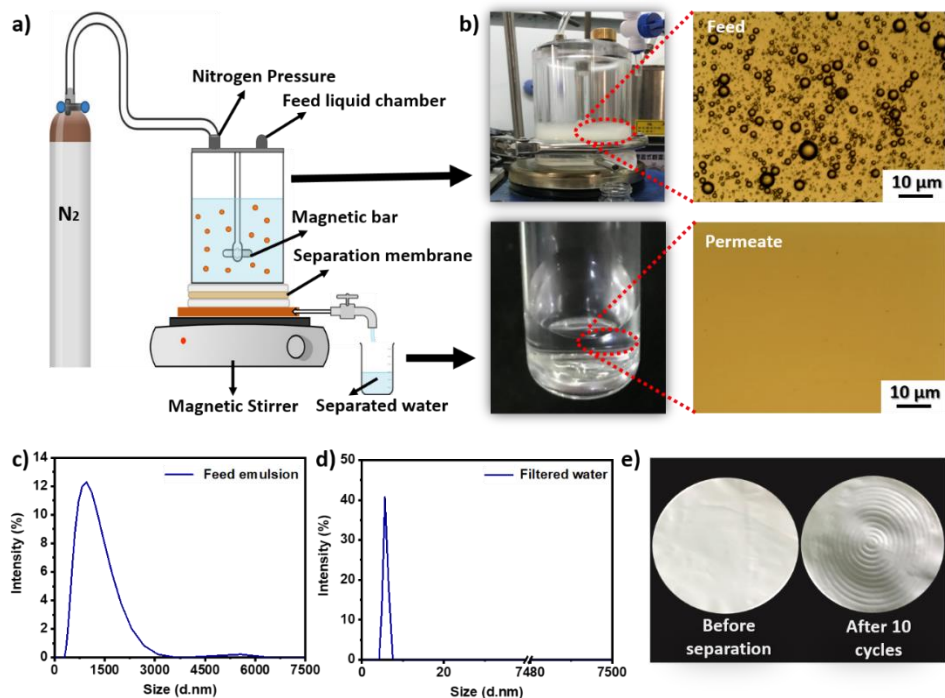 a)
Nitrogen Pressure
Feed liquid chamber
N2
Magnetic bar
Separation membrane
Magnetic Stirrer
Separated water
b)
Feed
10 μm
Permeate
10 μm
c)
14
12
10
8
6
4
2
0
Intensity (%)
Feed emulsion
0 1500 3000 4500 6000 7500
Size (d.nm)
d)
50
40
30
20
10
0
Intensity (%)
Filtered water
0 20 7480 7500
Size (d.nm)
e)
Before
separation
After 10
cycles